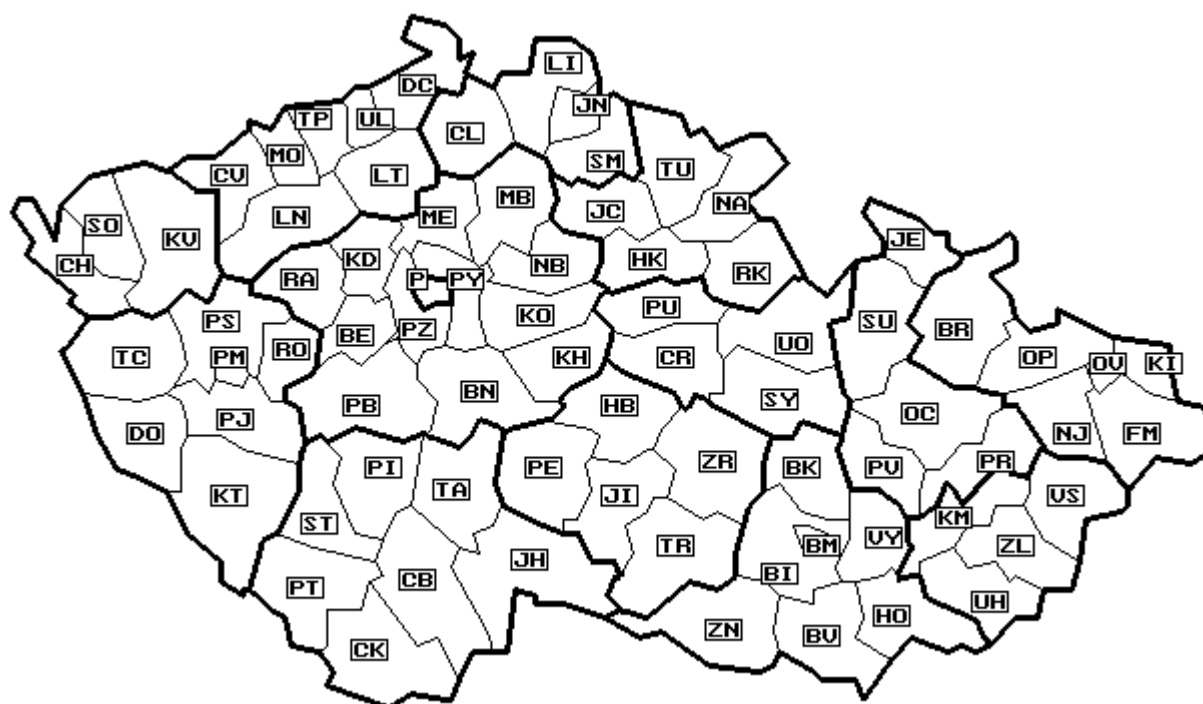 LI
DC
JN
TP
UL
CL
MO
SM
TU
CV
LT
MB
NA
LN
ME
JC
SO
KV
JE
CH
KD
HK
NB
RK
RA
P
PY
PU
SU
PS
KO
BR
BE
PZ
RO
UO
TC
PM
CR
KH
OP
OV
KI
BN
SY
PB
HB
OC
PJ
DO
NJ
FM
PI
PE
ZR
BK
PV
PR
KT
TA
JI
VS
ST
KM
TR
BM
VY
ZL
PT
CB
JH
BI
UH
HO
ZN
BV
CK